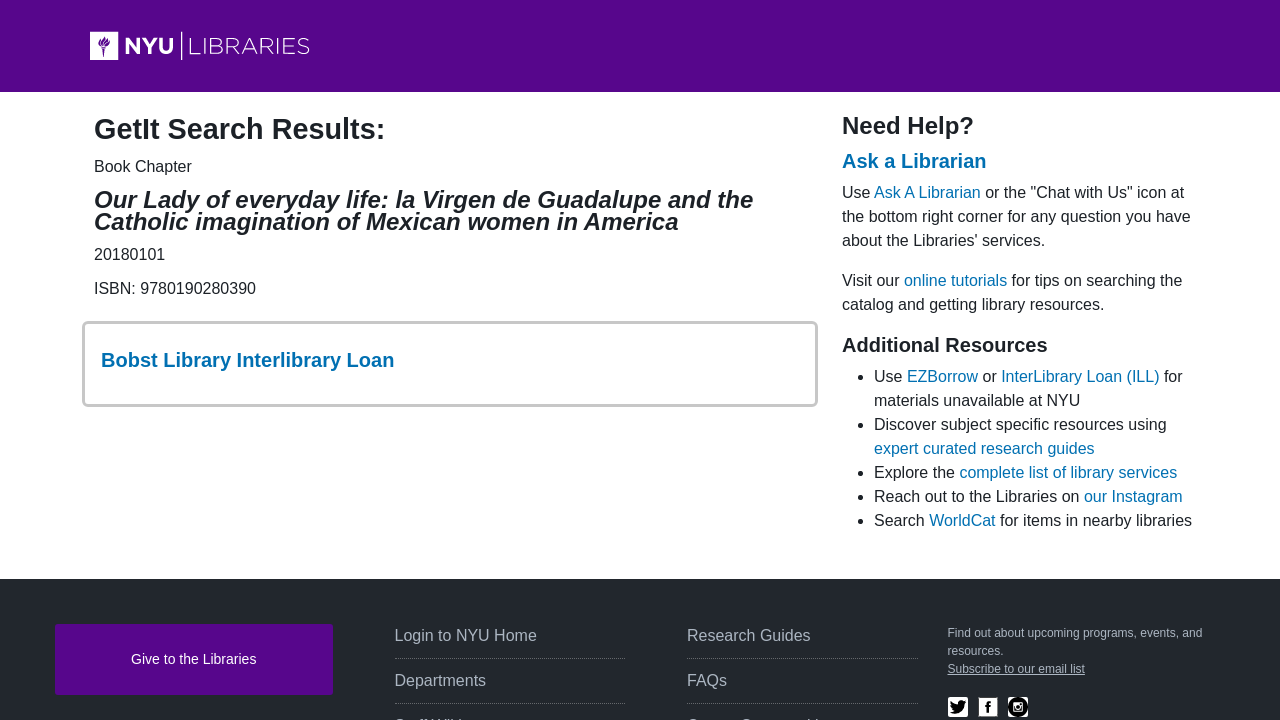 NYU LIBRARIES
GetIt Search Results:
Book Chapter
Our Lady of everyday life: la Virgen de Guadalupe and the
Catholic imagination of Mexican women in America
20180101
ISBN: 9780190280390
Bobst Library Interlibrary Loan
Need Help?
Ask a Librarian
Use Ask A Librarian or the "Chat with Us" icon at
the bottom right corner for any question you have
about the Libraries' services.
Visit our online tutorials for tips on searching the
catalog and getting library resources.
Additional Resources
Use EZBorrow or InterLibrary Loan (ILL) for
materials unavailable at NYU
Discover subject specific resources using
expert curated research guides
Explore the complete list of library services
Reach out to the Libraries on our Instagram
Search WorldCat for items in nearby libraries
Give to the Libraries
Login to NYU Home
Departments
Research Guides
FAQs
Find out about upcoming programs, events, and
resources.
Subscribe to our email list